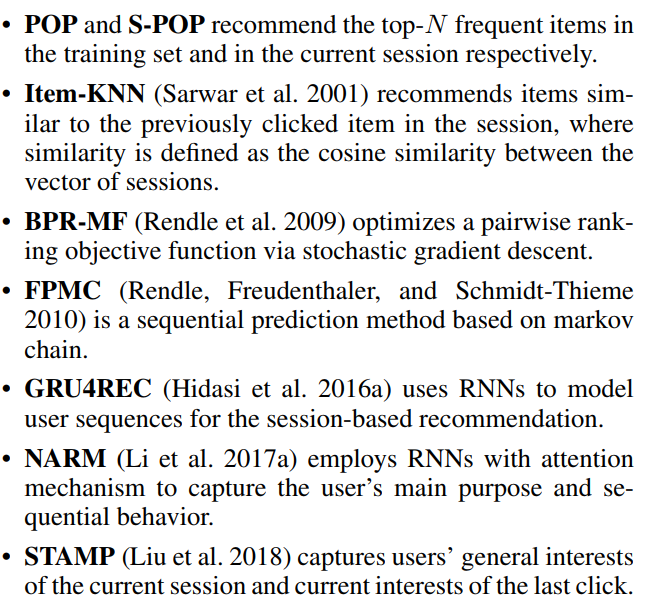 • POP and S-POP recommend the top-N frequent items in
the training set and in the current session respectively.
• Item-KNN (Sarwar et al. 2001) recommends items sim-
ilar to the previously clicked item in the session, where
similarity is defined as the cosine similarity between the
vector of sessions.
• BPR-MF (Rendle et al. 2009) optimizes a pairwise rank-
ing objective function via stochastic gradient descent.
• FPMC (Rendle, Freudenthaler, and Schmidt-Thieme
2010) is a sequential prediction method based on markov
chain.
• GRU4REC (Hidasi et al. 2016a) uses RNNs to model
user sequences for the session-based recommendation.
• NARM (Li et al. 2017a) employs RNNs with attention
mechanism to capture the user’s main purpose and se-
quential behavior.
• STAMP (Liu et al. 2018) captures users’ general interests
of the current session and current interests of the last click.